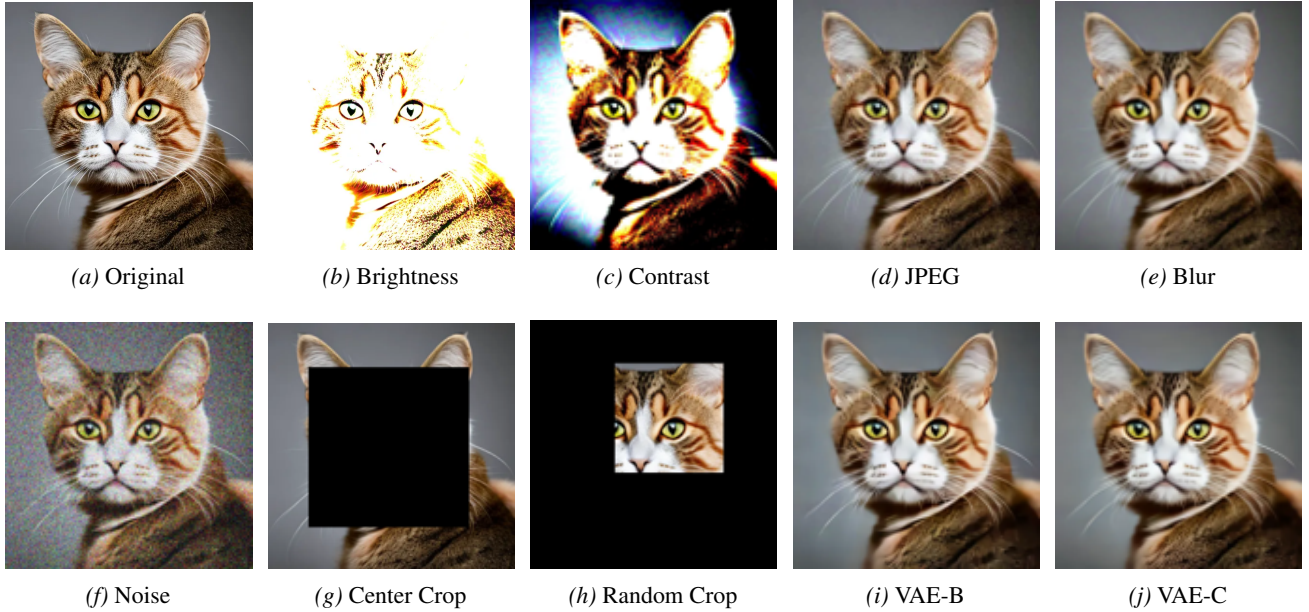 (a) Original
(b) Brightness
(c) Contrast
(d) JPEG
(e) Blur
(f) Noise
(g) Center Crop
(h) Random Crop
(i) VAE-B
(j) VAE-C